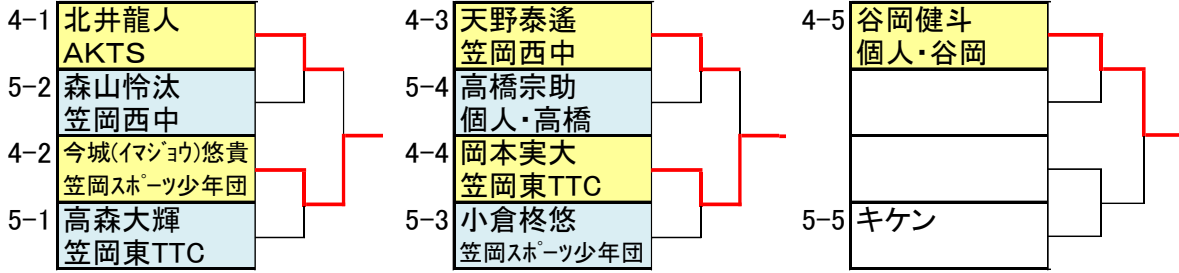 4-1 北井龍人
AKTS
5-2 森山怜汰
笠岡西中
4-2 今城(イマジョウ)悠貴
笠岡スポーツ少年団
5-1 高森大輝
笠岡東TTC
4-3 天野泰遙
笠岡西中
5-4 高橋宗助
個人・高橋
4-4 岡本実大
笠岡東TTC
5-3 小倉柊悠
笠岡スポーツ少年団
4-5 谷岡健斗
個人・谷岡
5-5 キケン